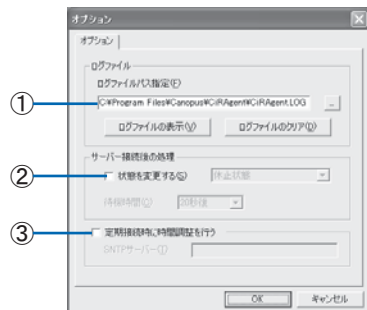 オプション
オプション
ログファイル
ログファイルパス指定(F)
① C:¥Program Files¥Canopus¥CiRAgent¥CiRAgent.LOG ...
ログファイルの表示(V) ログファイルのクリア(D)
サーバー接続後の処理
② 状態を変更する(S) 休止状態
待機時間(C) 30秒後
③ 定期接続時に時間調整を行う
SNTPサーバー(T)
OK キャンセル